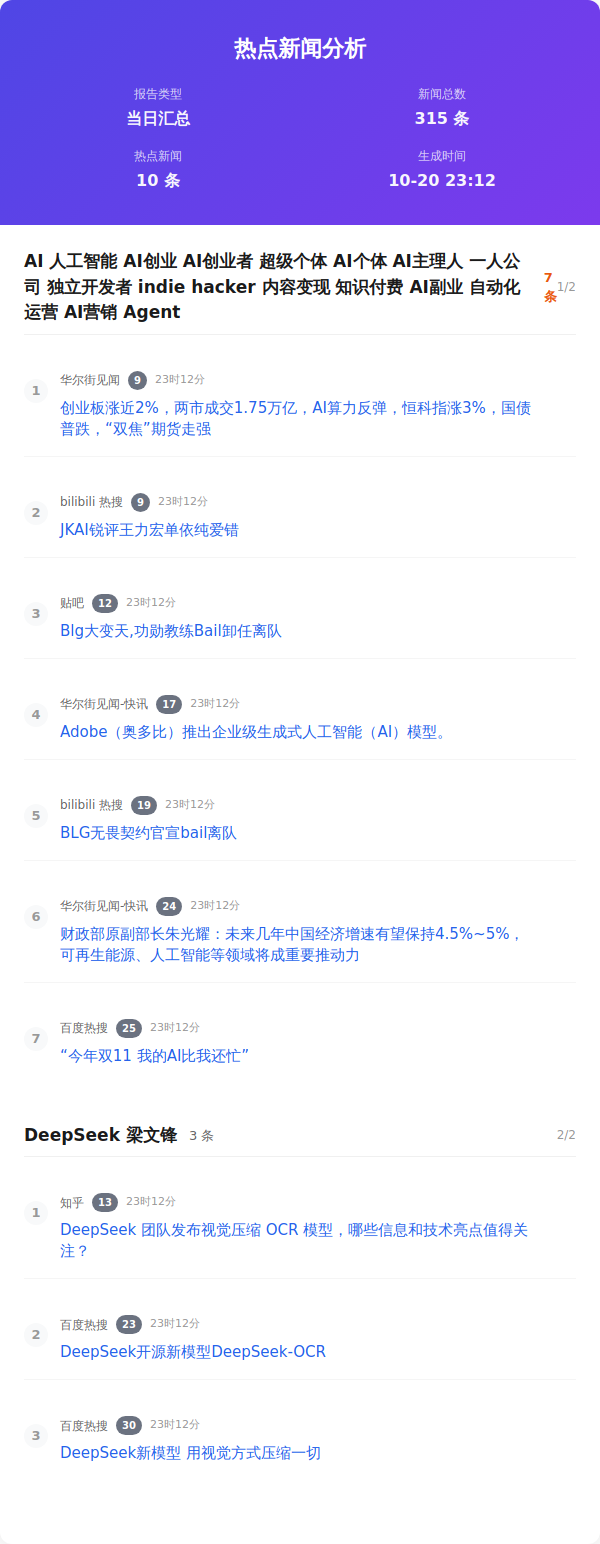 热点新闻分析
报告类型
当日汇总
新闻总数
315 条
热点新闻
10 条
生成时间
10-20 23:12
AI 人工智能 AI创业 AI创业者 超级个体 AI个体 AI主理人 一人公
司 独立开发者 indie hacker 内容变现 知识付费 AI副业 自动化
运营 AI营销 Agent
7
条
1/2
1
华尔街见闻 9 23时12分
创业板涨近2%，两市成交1.75万亿，AI算力反弹，恒科指涨3%，国债
普跌，“双焦”期货走强
2
bilibili 热搜 9 23时12分
JKAI锐评王力宏单依纯爱错
3
贴吧 12 23时12分
Blg大变天,功勋教练Bail卸任离队
4
华尔街见闻-快讯 17 23时12分
Adobe（奥多比）推出企业级生成式人工智能（AI）模型。
5
bilibili 热搜 19 23时12分
BLG无畏契约官宣bail离队
6
华尔街见闻-快讯 24 23时12分
财政部原副部长朱光耀：未来几年中国经济增速有望保持4.5%~5%，
可再生能源、人工智能等领域将成重要推动力
7
百度热搜 25 23时12分
“今年双11 我的AI比我还忙”
DeepSeek 梁文锋 3 条 2/2
1
知乎 13 23时12分
DeepSeek 团队发布视觉压缩 OCR 模型，哪些信息和技术亮点值得关
注？
2
百度热搜 23 23时12分
DeepSeek开源新模型DeepSeek-OCR
3
百度热搜 30 23时12分
DeepSeek新模型 用视觉方式压缩一切